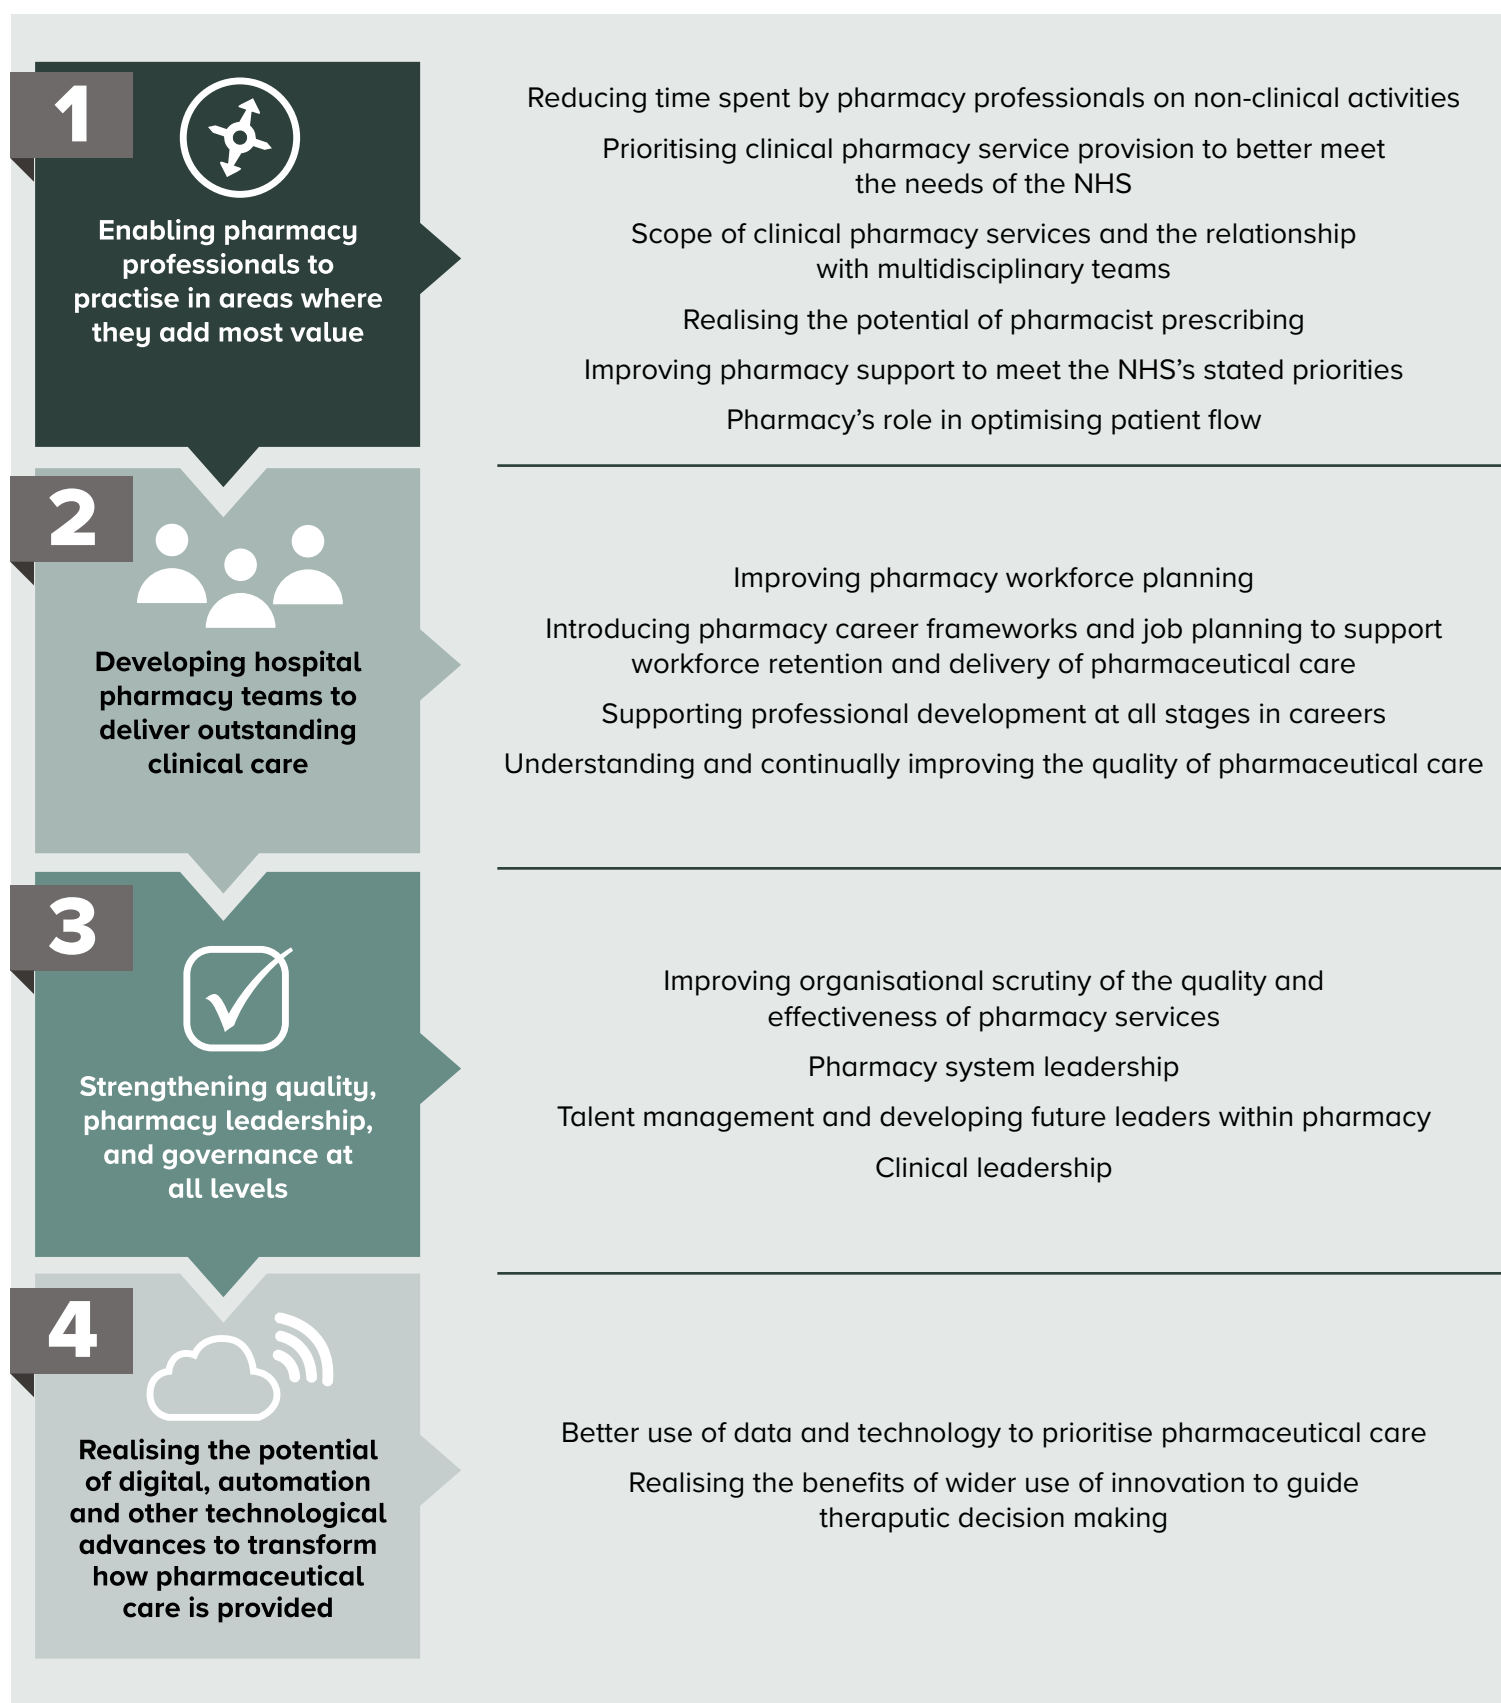 1
Enabling pharmacy
professionals to
practise in areas where
they add most value
Reducing time spent by pharmacy professionals on non-clinical activities
Prioritising clinical pharmacy service provision to better meet
the needs of the NHS
Scope of clinical pharmacy services and the relationship
with multidisciplinary teams
Realising the potential of pharmacist prescribing
Improving pharmacy support to meet the NHS’s stated priorities
Pharmacy’s role in optimising patient flow
2
Developing hospital
pharmacy teams to
deliver outstanding
clinical care
Improving pharmacy workforce planning
Introducing pharmacy career frameworks and job planning to support
workforce retention and delivery of pharmaceutical care
Supporting professional development at all stages in careers
Understanding and continually improving the quality of pharmaceutical care
3
Strengthening quality,
pharmacy leadership,
and governance at
all levels
Improving organisational scrutiny of the quality and
effectiveness of pharmacy services
Pharmacy system leadership
Talent management and developing future leaders within pharmacy
Clinical leadership
4
Realising the potential
of digital, automation
and other technological
advances to transform
how pharmaceutical
care is provided
Better use of data and technology to prioritise pharmaceutical care
Realising the benefits of wider use of innovation to guide
theraputic decision making